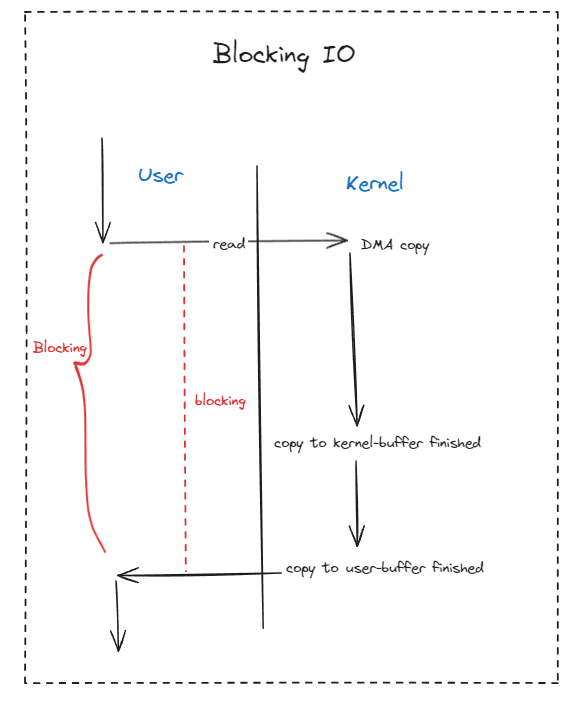 Blocking IO
User
Kernel
read
DMA copy
Blocking
blocking
copy to kernel-buffer finished
copy to user-buffer finished